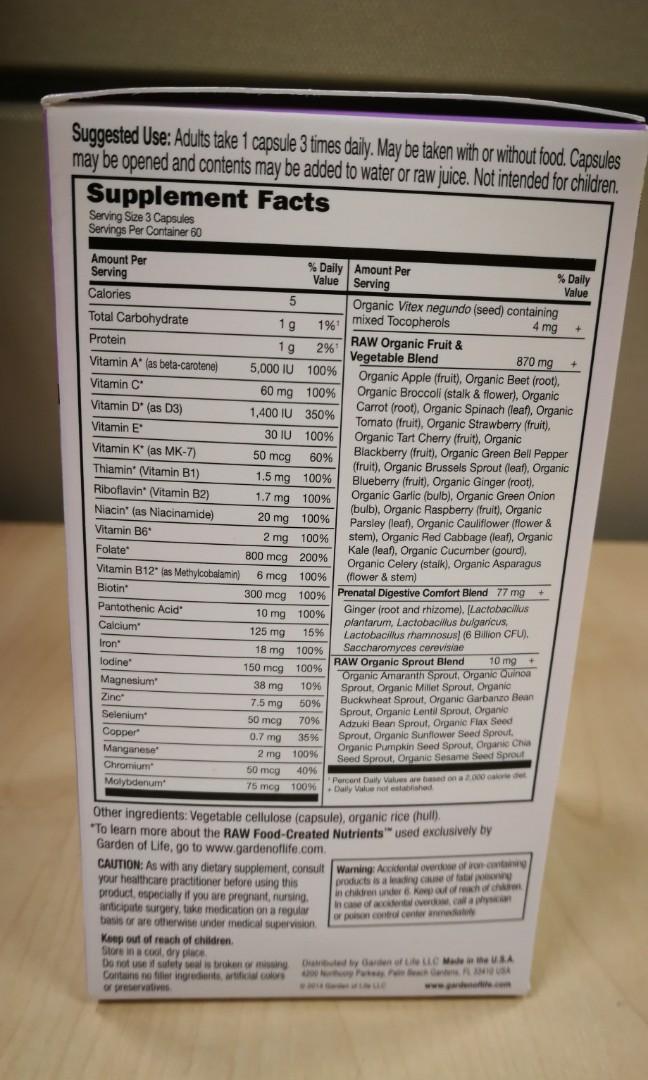 Suggested Use: Adults take 1 capsule 3 times daily. May be taken with or without food. Capsules
may be opened and contents may be added to water or raw juice. Not intended for children.
Supplement Facts
Serving Size 3 Capsules
Servings Per Container 60
Amount Per Serving % Daily Value
Calories 5
Total Carbohydrate 1 g 1%¹
Protein 1 g 2%¹
Vitamin A* (as beta-carotene) 5,000 IU 100%
Vitamin C* 60 mg 100%
Vitamin D* (as D3) 1,400 IU 350%
Vitamin E* 30 IU 100%
Vitamin K* (as MK-7) 50 mcg 60%
Thiamin* (Vitamin B1) 1.5 mg 100%
Riboflavin* (Vitamin B2) 1.7 mg 100%
Niacin* (as Niacinamide) 20 mg 100%
Vitamin B6* 2 mg 100%
Folate* 800 mcg 200%
Vitamin B12* (as Methylcobalamin) 6 mcg 100%
Biotin* 300 mcg 100%
Pantothenic Acid* 10 mg 100%
Calcium* 125 mg 15%
Iron* 18 mg 100%
Iodine* 150 mcg 100%
Magnesium* 38 mg 10%
Zinc* 7.5 mg 50%
Selenium* 50 mcg 70%
Copper* 0.7 mg 35%
Manganese* 2 mg 100%
Chromium* 50 mcg 40%
Molybdenum* 75 mcg 100%
Amount Per Serving % Daily Value
Organic Vitex negundo (seed) containing
mixed Tocopherols 4 mg +
RAW Organic Fruit &
Vegetable Blend 870 mg +
Organic Apple (fruit), Organic Beet (root),
Organic Broccoli (stalk & flower), Organic
Carrot (root), Organic Spinach (leaf), Organic
Tomato (fruit), Organic Strawberry (fruit),
Organic Tart Cherry (fruit), Organic
Blackberry (fruit), Organic Green Bell Pepper
(fruit), Organic Brussels Sprout (leaf), Organic
Blueberry (fruit), Organic Ginger (root),
Organic Garlic (bulb), Organic Green Onion
(bulb), Organic Raspberry (fruit), Organic
Parsley (leaf), Organic Cauliflower (flower &
stem), Organic Red Cabbage (leaf), Organic
Kale (leaf), Organic Cucumber (gourd),
Organic Celery (stalk), Organic Asparagus
(flower & stem)
Prenatal Digestive Comfort Blend 77 mg +
Ginger (root and rhizome), [Lactobacillus
plantarum, Lactobacillus bulgaricus,
Lactobacillus rhamnosus] (6 Billion CFU),
Saccharomyces cerevisiae
RAW Organic Sprout Blend 10 mg +
Organic Amaranth Sprout, Organic Quinoa
Sprout, Organic Millet Sprout, Organic
Buckwheat Sprout, Organic Garbanzo Bean
Sprout, Organic Lentil Sprout, Organic
Adzuki Bean Sprout, Organic Flax Seed
Sprout, Organic Sunflower Seed Sprout,
Organic Pumpkin Seed Sprout, Organic Chia
Seed Sprout, Organic Sesame Seed Sprout
¹ Percent Daily Values are based on a 2,000 calorie diet.
+ Daily Value not established.
Other ingredients: Vegetable cellulose (capsule), organic rice (hull).
*To learn more about the RAW Food-Created Nutrients™ used exclusively by
Garden of Life, go to www.gardenoflife.com.
CAUTION: As with any dietary supplement, consult
your healthcare practitioner before using this
product, especially if you are pregnant, nursing,
anticipate surgery, take medication on a regular
basis or are otherwise under medical supervision.
Warning: Accidental overdose of iron-containing
products is a leading cause of fatal poisoning
in children under 6. Keep out of reach of children.
In case of accidental overdose, call a physician
or poison control center immediately.
Keep out of reach of children.
Store in a cool, dry place.
Do not use if safety seal is broken or missing.
Contains no filler ingredients, artificial colors
or preservatives.
Distributed by Garden of Life LLC Made in the U.S.A.
4200 Northcorp Parkway, Palm Beach Gardens, FL 33410 USA
© 2014 Garden of Life LLC www.gardenoflife.com